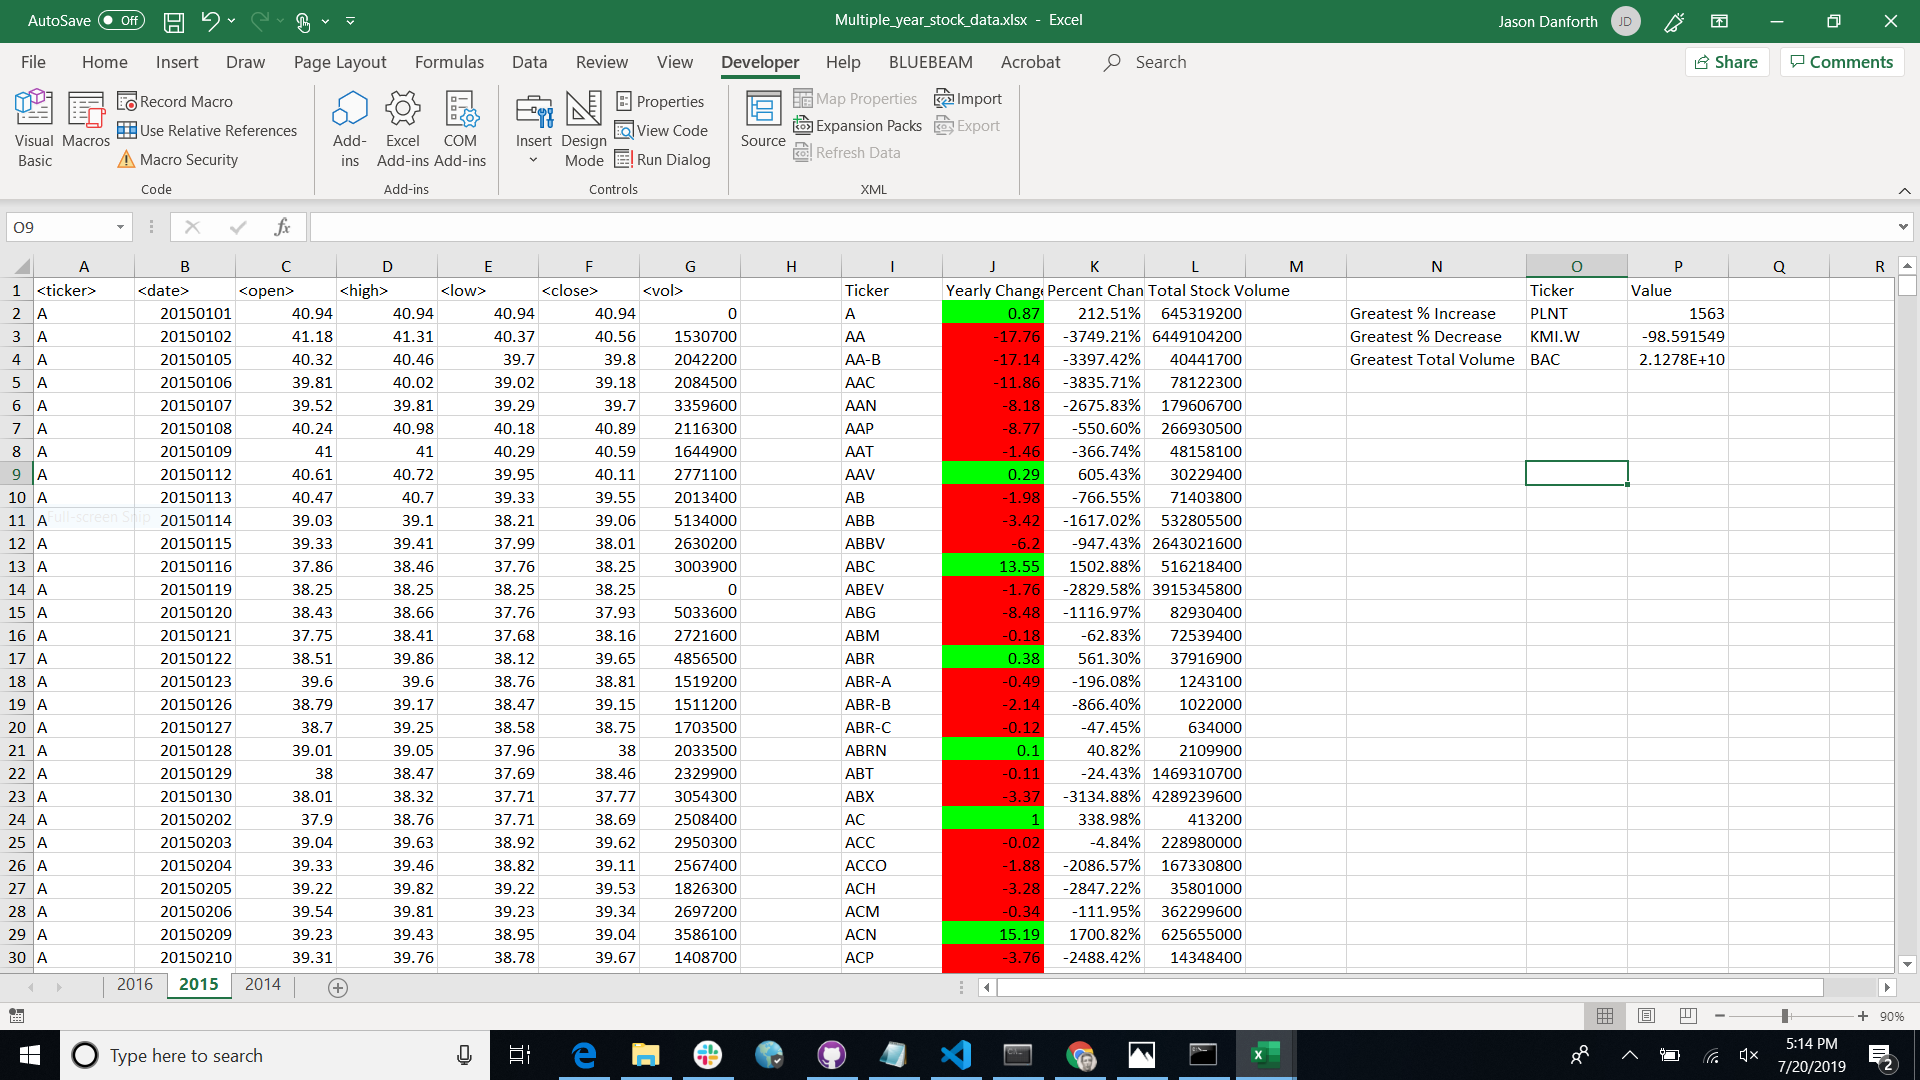 AutoSave Off
Multiple_year_stock_data.xlsx - Excel
Jason Danforth JD
File Home Insert Draw Page Layout Formulas Data Review View Developer Help BLUEBEAM Acrobat Search Share Comments
Visual Basic
Macros
Record Macro
Use Relative References
Macro Security
Code
Add-ins
Excel Add-ins
COM Add-ins
Add-ins
Insert
Design Mode
Properties
View Code
Run Dialog
Controls
Source
Map Properties
Expansion Packs
Refresh Data
Import
Export
XML
O9 fx
A B C D E F G H I J K L M N O P Q R
1 <ticker> <date> <open> <high> <low> <close> <vol> Ticker Yearly Change Percent Chan Total Stock Volume Ticker Value
2 A 20150101 40.94 40.94 40.94 40.94 0 A 0.87 212.51% 645319200 Greatest % Increase PLNT 1563
3 A 20150102 41.18 41.31 40.37 40.56 1530700 AA -17.76 -3749.21% 6449104200 Greatest % Decrease KMI.W -98.591549
4 A 20150105 40.32 40.46 39.7 39.8 2042200 AA-B -17.14 -3397.42% 40441700 Greatest Total Volume BAC 2.1278E+10
5 A 20150106 39.81 40.02 39.02 39.18 2084500 AAC -11.86 -3835.71% 78122300
6 A 20150107 39.52 39.81 39.29 39.7 3359600 AAN -8.18 -2675.83% 179606700
7 A 20150108 40.24 40.98 40.18 40.89 2116300 AAP -8.77 -550.60% 266930500
8 A 20150109 41 41 40.29 40.59 1644900 AAT -1.46 -366.74% 48158100
9 A 20150112 40.61 40.72 39.95 40.11 2771100 AAV 0.29 605.43% 30229400
10 A 20150113 40.47 40.7 39.33 39.55 2013400 AB -1.98 -766.55% 71403800
11 A Full-screen Snip 20150114 39.03 39.1 38.21 39.06 5134000 ABB -3.42 -1617.02% 532805500
12 A 20150115 39.33 39.41 37.99 38.01 2630200 ABBV -6.2 -947.43% 2643021600
13 A 20150116 37.86 38.46 37.76 38.25 3003900 ABC 13.55 1502.88% 516218400
14 A 20150119 38.25 38.25 38.25 38.25 0 ABEV -1.76 -2829.58% 3915345800
15 A 20150120 38.43 38.66 37.76 37.93 5033600 ABG -8.48 -1116.97% 82930400
16 A 20150121 37.75 38.41 37.68 38.16 2721600 ABM -0.18 -62.83% 72539400
17 A 20150122 38.51 39.86 38.12 39.65 4856500 ABR 0.38 561.30% 37916900
18 A 20150123 39.6 39.6 38.76 38.81 1519200 ABR-A -0.49 -196.08% 1243100
19 A 20150126 38.79 39.17 38.47 39.15 1511200 ABR-B -2.14 -866.40% 1022000
20 A 20150127 38.7 39.25 38.58 38.75 1703500 ABR-C -0.12 -47.45% 634000
21 A 20150128 39.01 39.05 37.96 38 2033500 ABRN 0.1 40.82% 2109900
22 A 20150129 38 38.47 37.69 38.46 2329900 ABT -0.11 -24.43% 1469310700
23 A 20150130 38.01 38.32 37.71 37.77 3054300 ABX -3.37 -3134.88% 4289239600
24 A 20150202 37.9 38.76 37.71 38.69 2508400 AC 1 338.98% 413200
25 A 20150203 39.04 39.63 38.92 39.62 2950300 ACC -0.02 -4.84% 228980000
26 A 20150204 39.33 39.46 38.82 39.11 2567400 ACCO -1.88 -2086.57% 167330800
27 A 20150205 39.22 39.82 39.22 39.53 1826300 ACH -3.28 -2847.22% 35801000
28 A 20150206 39.54 39.81 39.23 39.34 2697200 ACM -0.34 -111.95% 362299600
29 A 20150209 39.23 39.43 38.95 39.04 3586100 ACN 15.19 1700.82% 625655000
30 A 20150210 39.31 39.76 38.78 39.67 1408700 ACP -3.76 -2488.42% 14348400
2016 2015 2014
90%
Type here to search
5:14 PM
7/20/2019
2